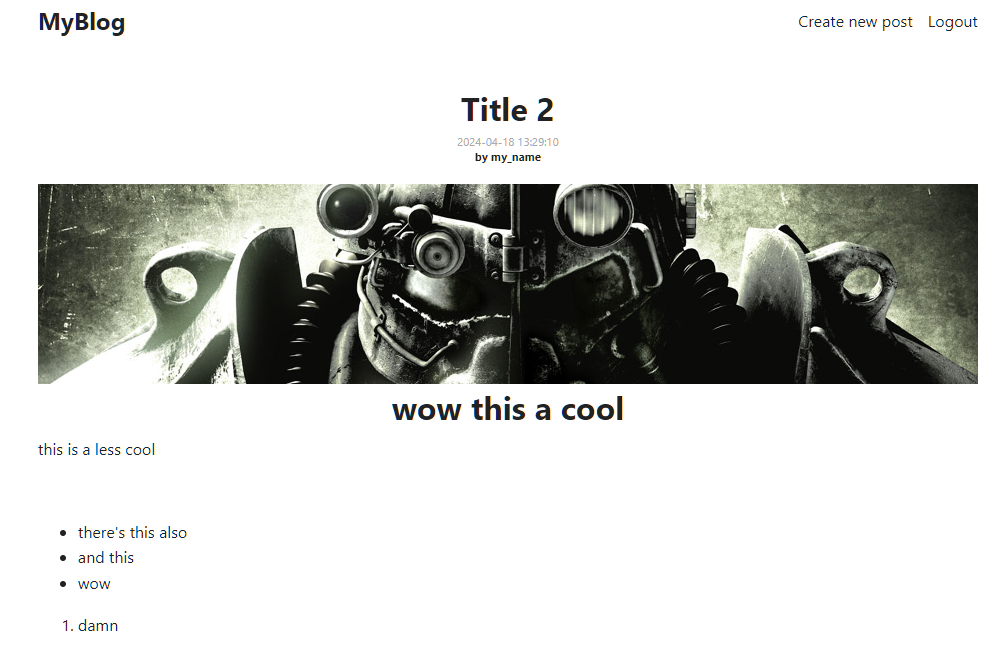 MyBlog
Create new post Logout
Title 2
2024-04-18 13:29:10
by my_name
wow this a cool
this is a less cool
• there's this also
• and this
• wow
1. damn